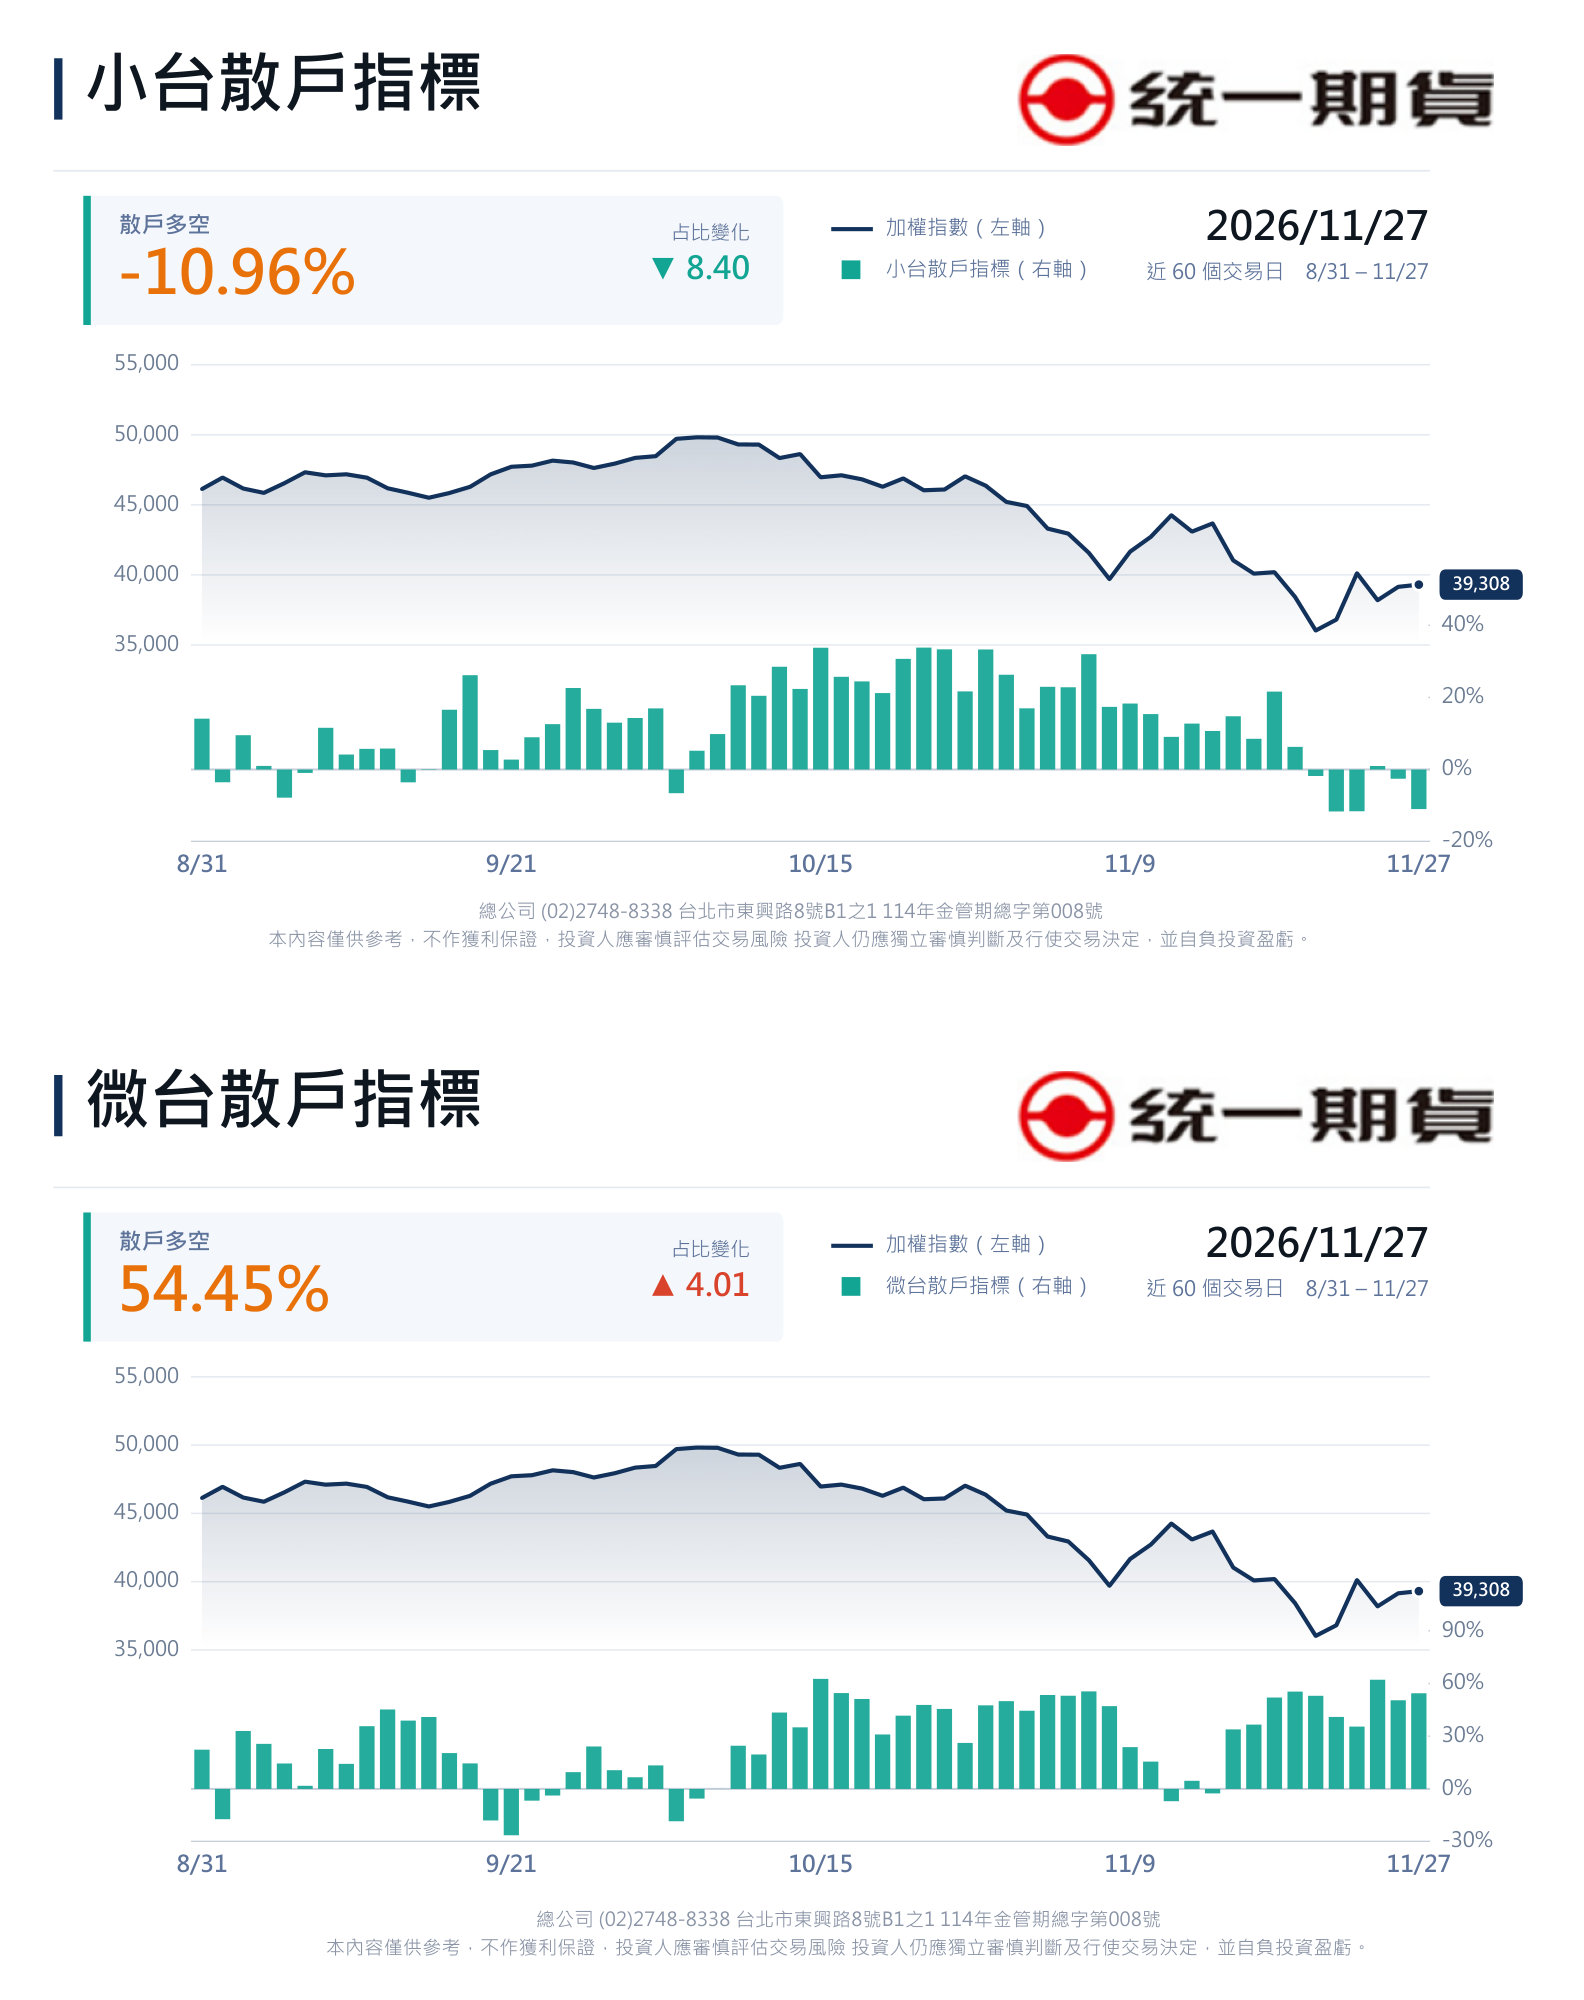 小台散戶指標
統一期貨
散戶多空
-10.96%
占比變化
▼ 8.40
加權指數（左軸）
小台散戶指標（右軸）
2026/11/27
近 60 個交易日 8/31 – 11/27
55,000
50,000
45,000
40,000
35,000
39,308
40%
20%
0%
-20%
8/31 9/21 10/15 11/9 11/27
總公司 (02)2748-8338 台北市東興路8號B1之1 114年金管期總字第008號
本內容僅供參考，不作獲利保證，投資人應審慎評估交易風險 投資人仍應獨立審慎判斷及行使交易決定，並自負投資盈虧。
微台散戶指標
統一期貨
散戶多空
54.45%
占比變化
▲ 4.01
加權指數（左軸）
微台散戶指標（右軸）
2026/11/27
近 60 個交易日 8/31 – 11/27
55,000
50,000
45,000
40,000
35,000
39,308
90%
60%
30%
0%
-30%
8/31 9/21 10/15 11/9 11/27
總公司 (02)2748-8338 台北市東興路8號B1之1 114年金管期總字第008號
本內容僅供參考，不作獲利保證，投資人應審慎評估交易風險 投資人仍應獨立審慎判斷及行使交易決定，並自負投資盈虧。